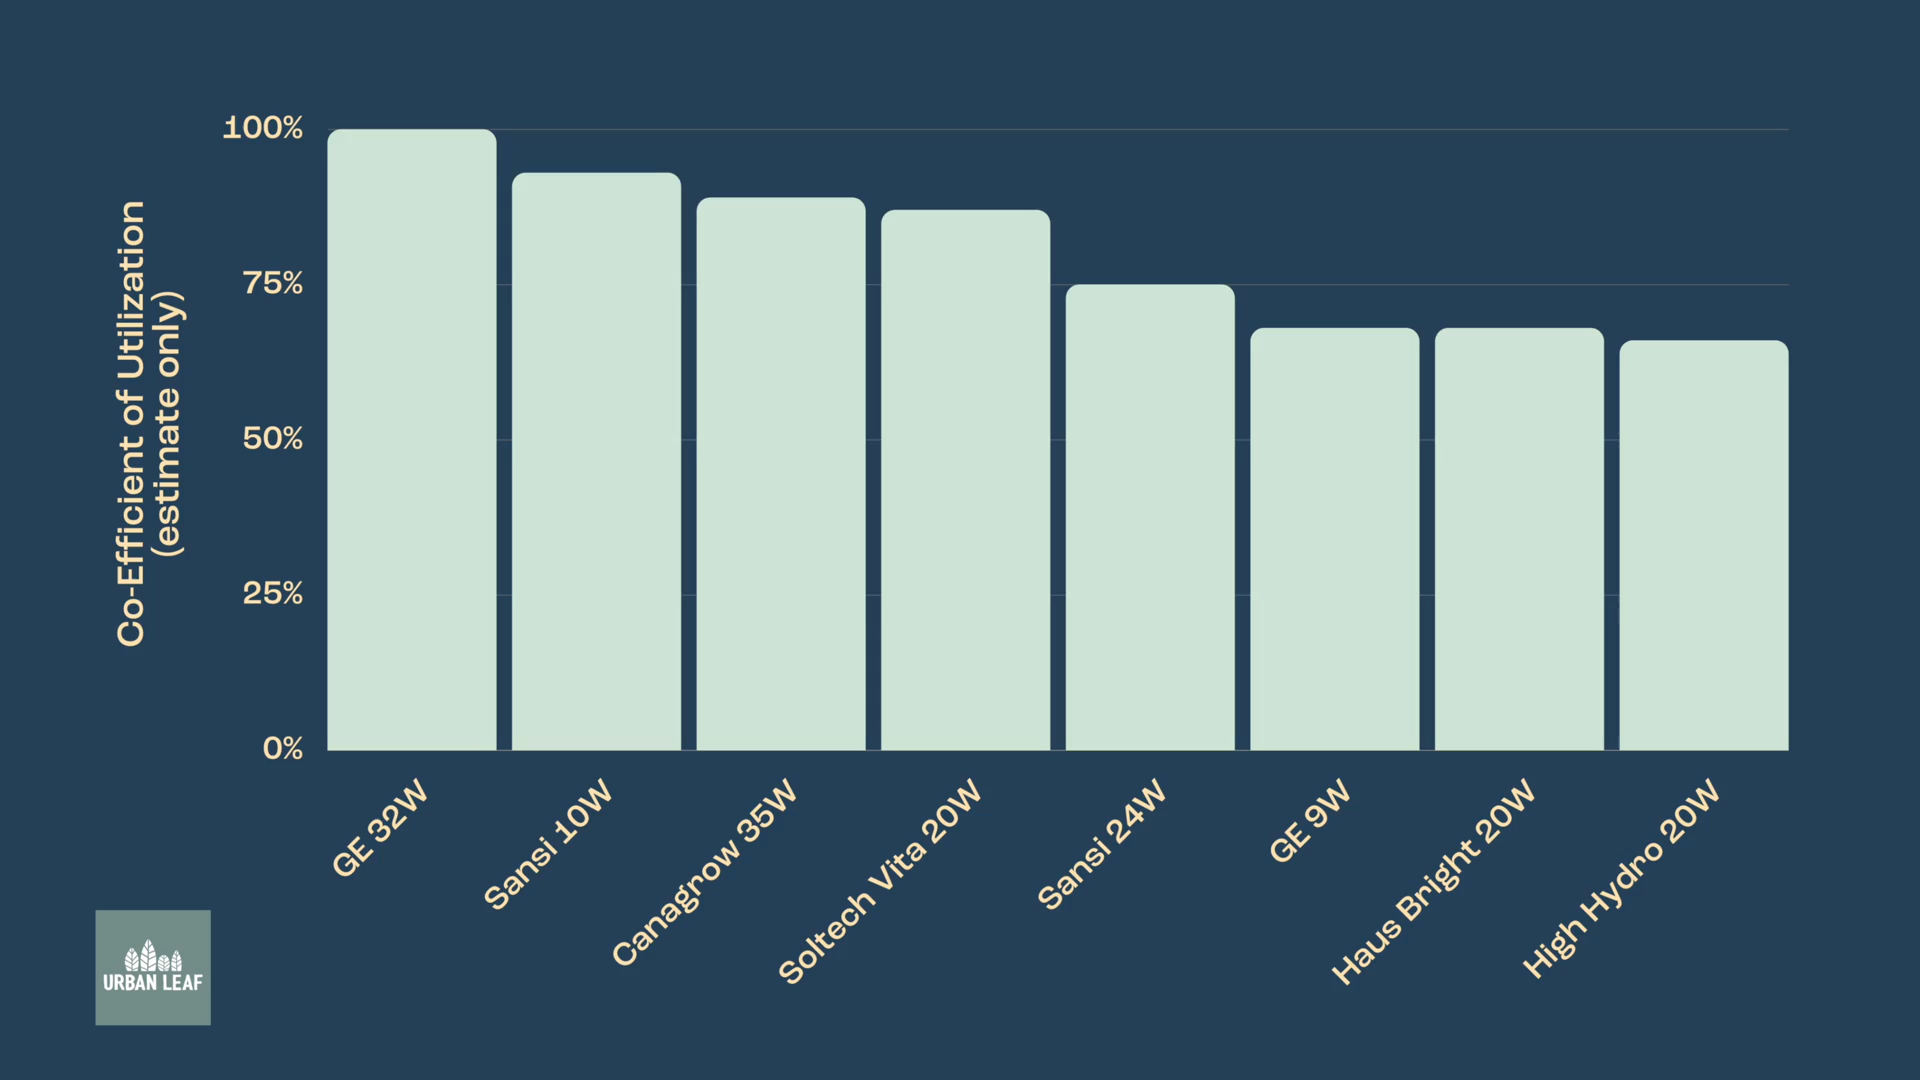 Co-Efficient of Utilization
(estimate only)
100%
75%
50%
25%
0%
GE 32W
Sansi 10W
Canagrow 35W
Soltech Vita 20W
Sansi 24W
GE 9W
Haus Bright 20W
High Hydro 20W
URBAN LEAF